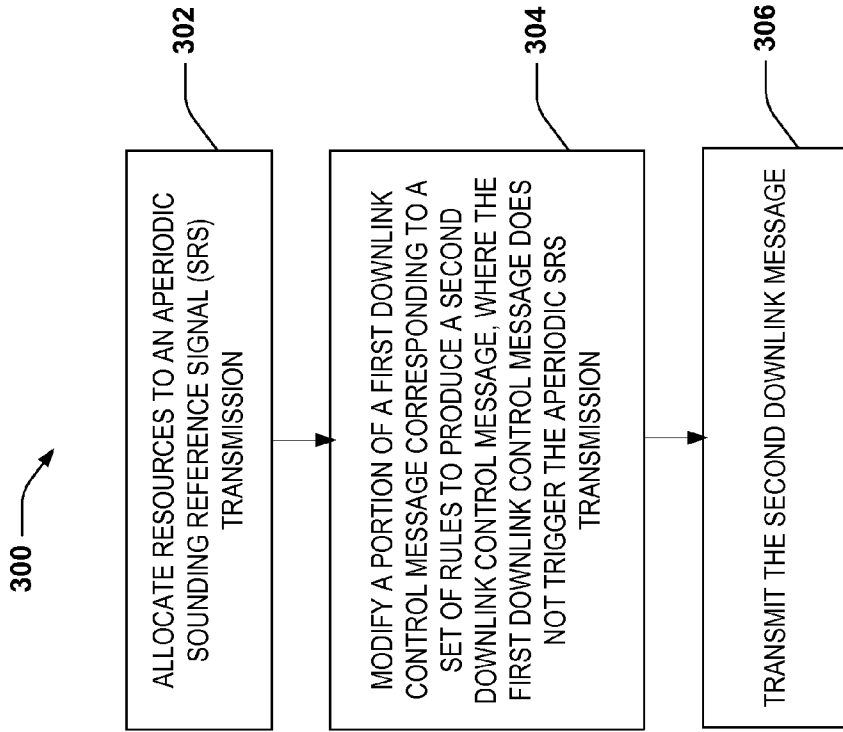 300
ALLOCATE RESOURCES TO AN APERIODIC
SOUNDING REFERENCE SIGNAL (SRS)
TRANSMISSION
302
MODIFY A PORTION OF A FIRST DOWNLINK
CONTROL MESSAGE CORRESPONDING TO A
SET OF RULES TO PRODUCE A SECOND
DOWNLINK CONTROL MESSAGE, WHERE THE
FIRST DOWNLINK CONTROL MESSAGE DOES
NOT TRIGGER THE APERIODIC SRS
TRANSMISSION
304
TRANSMIT THE SECOND DOWNLINK MESSAGE
306